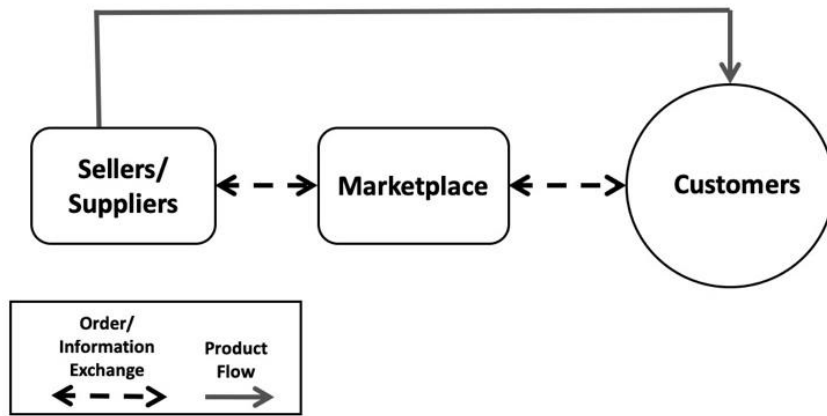 Sellers/
Suppliers
Marketplace
Customers
Order/
Information
Exchange
Product
Flow